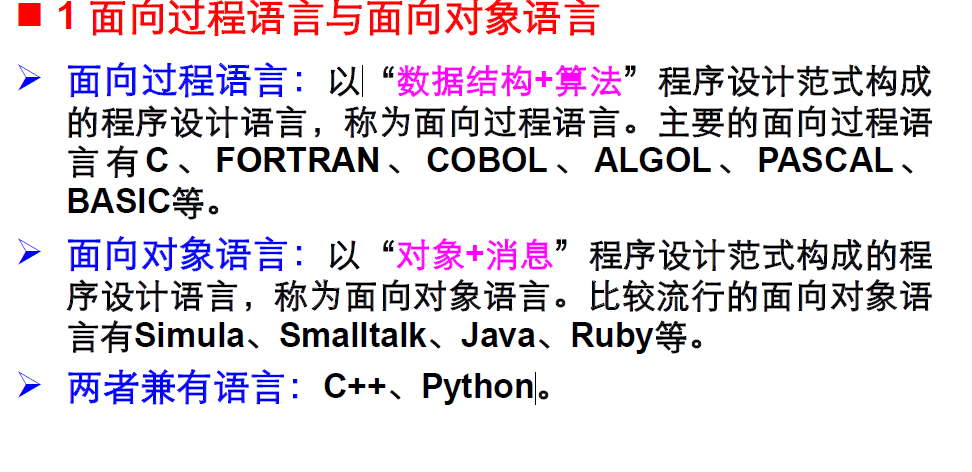 1 面向过程语言与面向对象语言
面向过程语言：以“数据结构+算法”程序设计范式构成
的程序设计语言，称为面向过程语言。主要的面向过程语
言有C、FORTRAN、COBOL、ALGOL、PASCAL、
BASIC等。
面向对象语言：以“对象+消息”程序设计范式构成的程
序设计语言，称为面向对象语言。比较流行的面向对象语
言有Simula、Smalltalk、Java、Ruby等。
两者兼有语言：C++、Python。